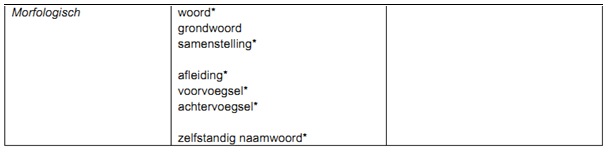 Morfologisch
woord*
grondwoord
samenstelling*
afleiding*
voorvoegsel*
achtervoegsel*
zelfstandig naamwoord*